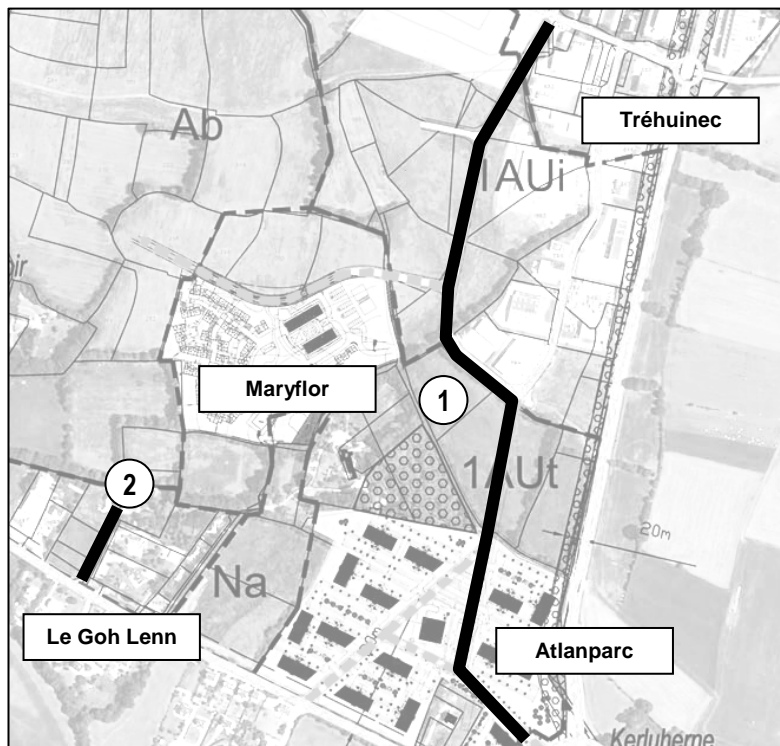 Tréhuinec
Ab
1AUi
Maryflor
1
1AUt
2
20m
Na
Le Goh Lenn
Atlanparc
Kerluherne